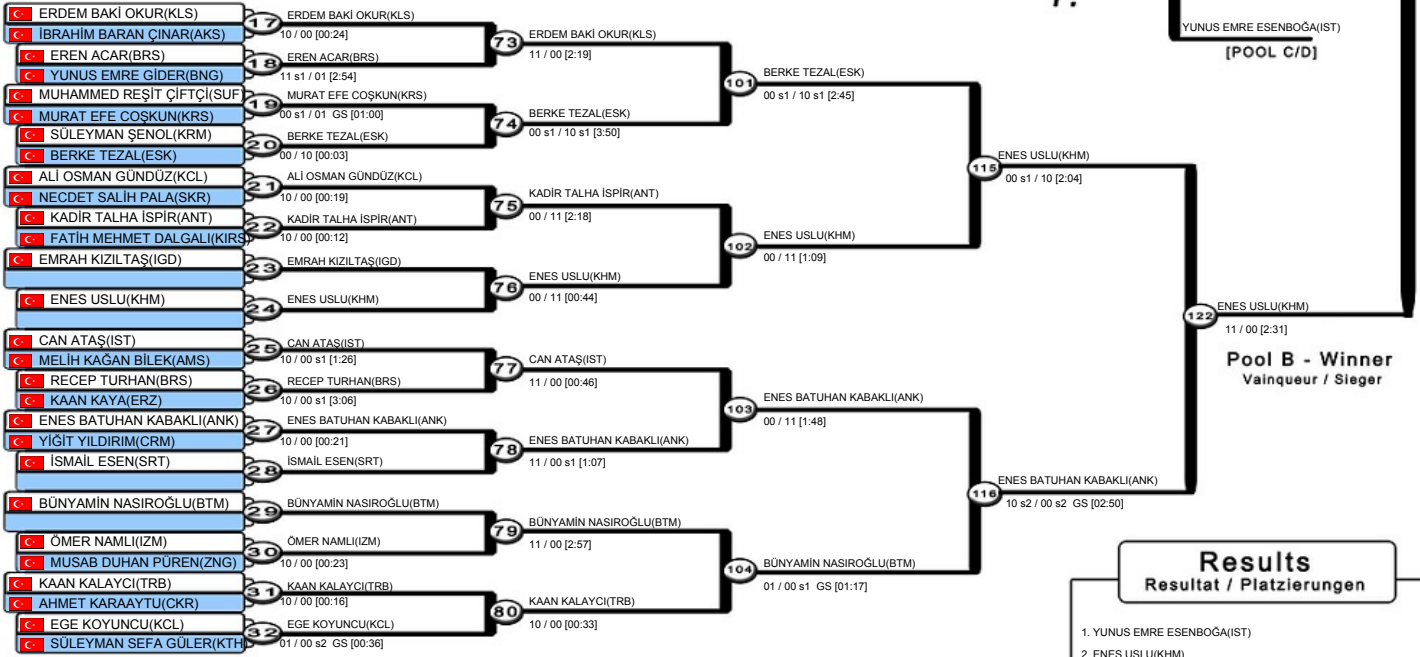 ERDEM BAKİ OKUR(KLS)
İBRAHİM BARAN ÇINAR(AKS)
EREN ACAR(BRS)
YUNUS EMRE GİDER(BNG)
MUHAMMED REŞİT ÇİFTÇİ(SUF)
MURAT EFE COŞKUN(KRS)
SÜLEYMAN ŞENOL(KRM)
BERKE TEZAL(ESK)
ALİ OSMAN GÜNDÜZ(KCL)
NECDET SALİH PALA(SKR)
KADİR TALHA İSPİR(ANT)
FATİH MEHMET DALGALI(KIRS
EMRAH KIZILTAŞ(IGD)
ENES USLU(KHM)
CAN ATAŞ(IST)
MELİH KAĞAN BİLEK(AMS)
RECEP TURHAN(BRS)
KAAN KAYA(ERZ)
ENES BATUHAN KABAKLI(ANK)
YİĞİT YILDIRIM(CRM)
İSMAİL ESEN(SRT)
BÜNYAMİN NASIROĞLU(BTM)
ÖMER NAMLI(IZM)
MUSAB DUHAN PÜREN(ZNG)
KAAN KALAYCI(TRB)
AHMET KARAAYTU(CKR)
EGE KOYUNCU(KCL)
SÜLEYMAN SEFA GÜLER(KTH
17 ERDEM BAKİ OKUR(KLS)
10 / 00 [00:24]
18 EREN ACAR(BRS)
11 s1 / 01 [2:54]
19 MURAT EFE COŞKUN(KRS)
00 s1 / 01 GS [01:00]
20 BERKE TEZAL(ESK)
00 / 10 [00:03]
21 ALİ OSMAN GÜNDÜZ(KCL)
10 / 00 [00:19]
22 KADİR TALHA İSPİR(ANT)
10 / 00 [00:12]
23 EMRAH KIZILTAŞ(IGD)
24 ENES USLU(KHM)
25 CAN ATAŞ(IST)
10 / 00 s1 [1:26]
26 RECEP TURHAN(BRS)
10 / 00 s1 [3:06]
27 ENES BATUHAN KABAKLI(ANK)
10 / 00 [00:21]
28 İSMAİL ESEN(SRT)
29 BÜNYAMİN NASIROĞLU(BTM)
30 ÖMER NAMLI(IZM)
10 / 00 [00:23]
31 KAAN KALAYCI(TRB)
10 / 00 [00:16]
32 EGE KOYUNCU(KCL)
01 / 00 s2 GS [00:36]
73 ERDEM BAKİ OKUR(KLS)
11 / 00 [2:19]
74 BERKE TEZAL(ESK)
00 s1 / 10 s1 [3:50]
75 KADİR TALHA İSPİR(ANT)
00 / 11 [2:18]
76 ENES USLU(KHM)
00 / 11 [00:44]
77 CAN ATAŞ(IST)
11 / 00 [00:46]
78 ENES BATUHAN KABAKLI(ANK)
11 / 00 s1 [1:07]
79 BÜNYAMİN NASIROĞLU(BTM)
11 / 00 [2:57]
80 KAAN KALAYCI(TRB)
10 / 00 [00:33]
101 BERKE TEZAL(ESK)
00 s1 / 10 s1 [2:45]
102 ENES USLU(KHM)
00 / 11 [1:09]
103 ENES BATUHAN KABAKLI(ANK)
00 / 11 [1:48]
104 BÜNYAMİN NASIROĞLU(BTM)
01 / 00 s1 GS [01:17]
115 ENES USLU(KHM)
00 s1 / 10 [2:04]
116 ENES BATUHAN KABAKLI(ANK)
10 s2 / 00 s2 GS [02:50]
YUNUS EMRE ESENBOĞA(IST)
[POOL C/D]
122 ENES USLU(KHM)
11 / 00 [2:31]
Pool B - Winner
Vainqueur / Sieger
Results
Resultat / Platzierungen
1. YUNUS EMRE ESENBOĞA(IST)
2. ENES USLU(KHM)